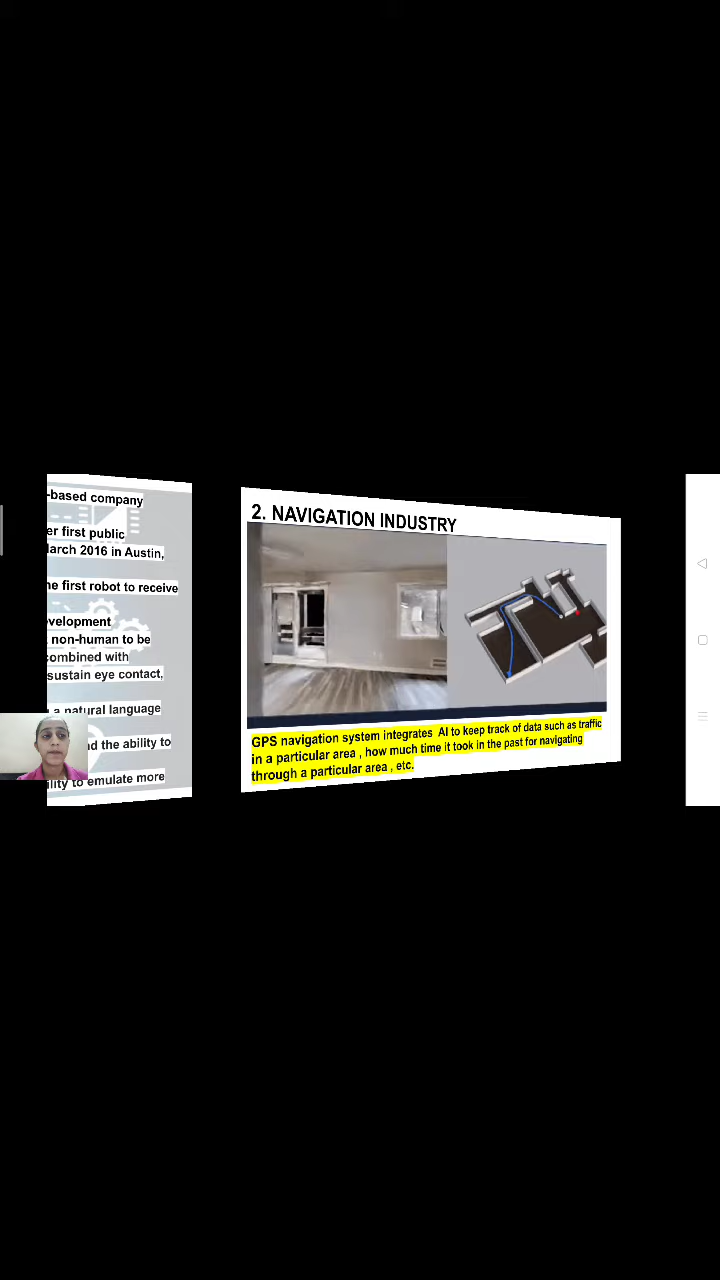 -based company
er first public
March 2016 in Austin,
he first robot to receive
evelopment
non-human to be
combined with
sustain eye contact,
a natural language
nd the ability to
ility to emulate more
2. NAVIGATION INDUSTRY
GPS navigation system integrates AI to keep track of data such as traffic
in a particular area , how much time it took in the past for navigating
through a particular area , etc.